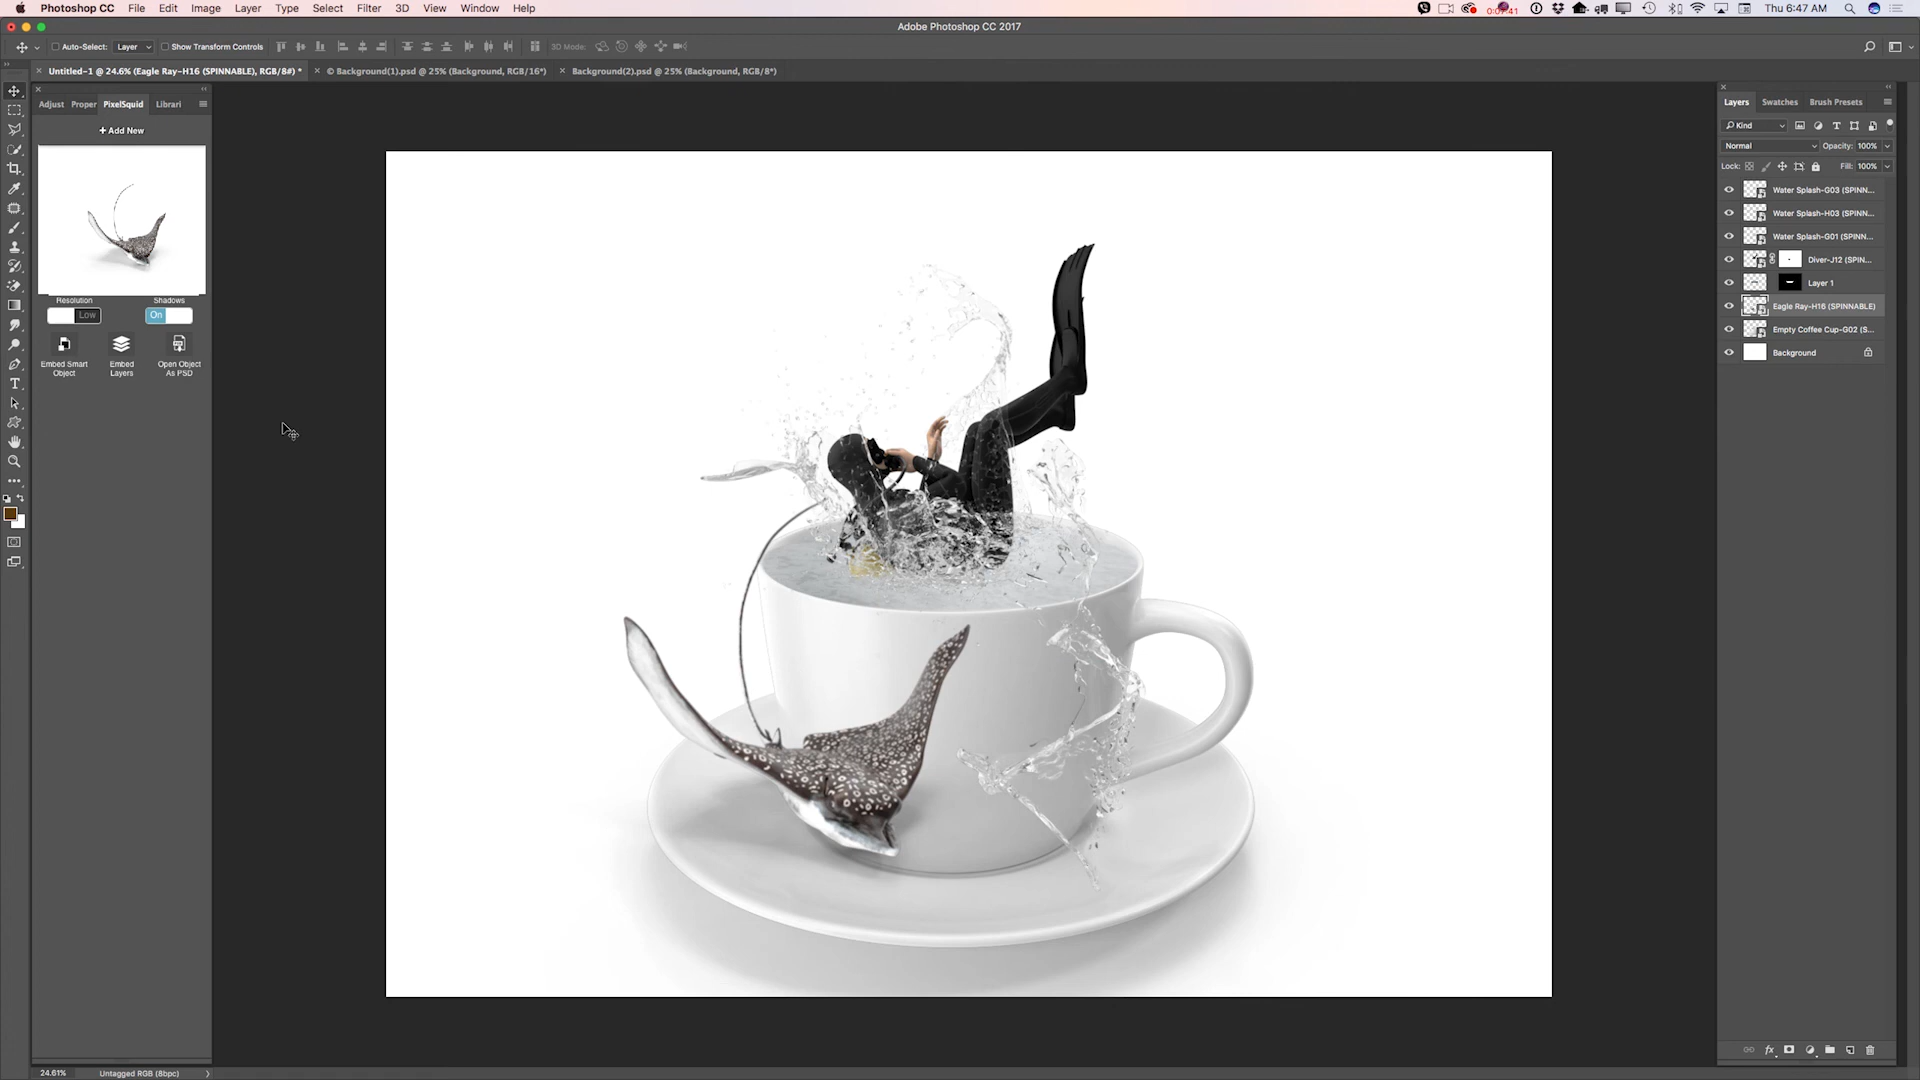 Photoshop CC File Edit Image Layer Type Select Filter 3D View Window Help
0:07:41 Thu 6:47 AM
Adobe Photoshop CC 2017
Auto-Select: Layer Show Transform Controls 3D Mode:
Untitled-1 @ 24.6% (Eagle Ray-H16 (SPINNABLE), RGB/8#) * © Background(1).psd @ 25% (Background, RGB/16*) Background(2).psd @ 25% (Background, RGB/8*)
Adjust Proper PixelSquid Librari
+ Add New
Resolution Shadows
Low On
Embed Smart Object
Embed Layers
Open Object As PSD
Layers Swatches Brush Presets
Kind
Normal Opacity: 100%
Lock: Fill: 100%
Water Splash-G03 (SPINN...
Water Splash-H03 (SPINN...
Water Splash-G01 (SPINN...
Diver-J12 (SPIN...
Layer 1
Eagle Ray-H16 (SPINNABLE)
Empty Coffee Cup-G02 (S...
Background
24.61% Untagged RGB (8bpc)